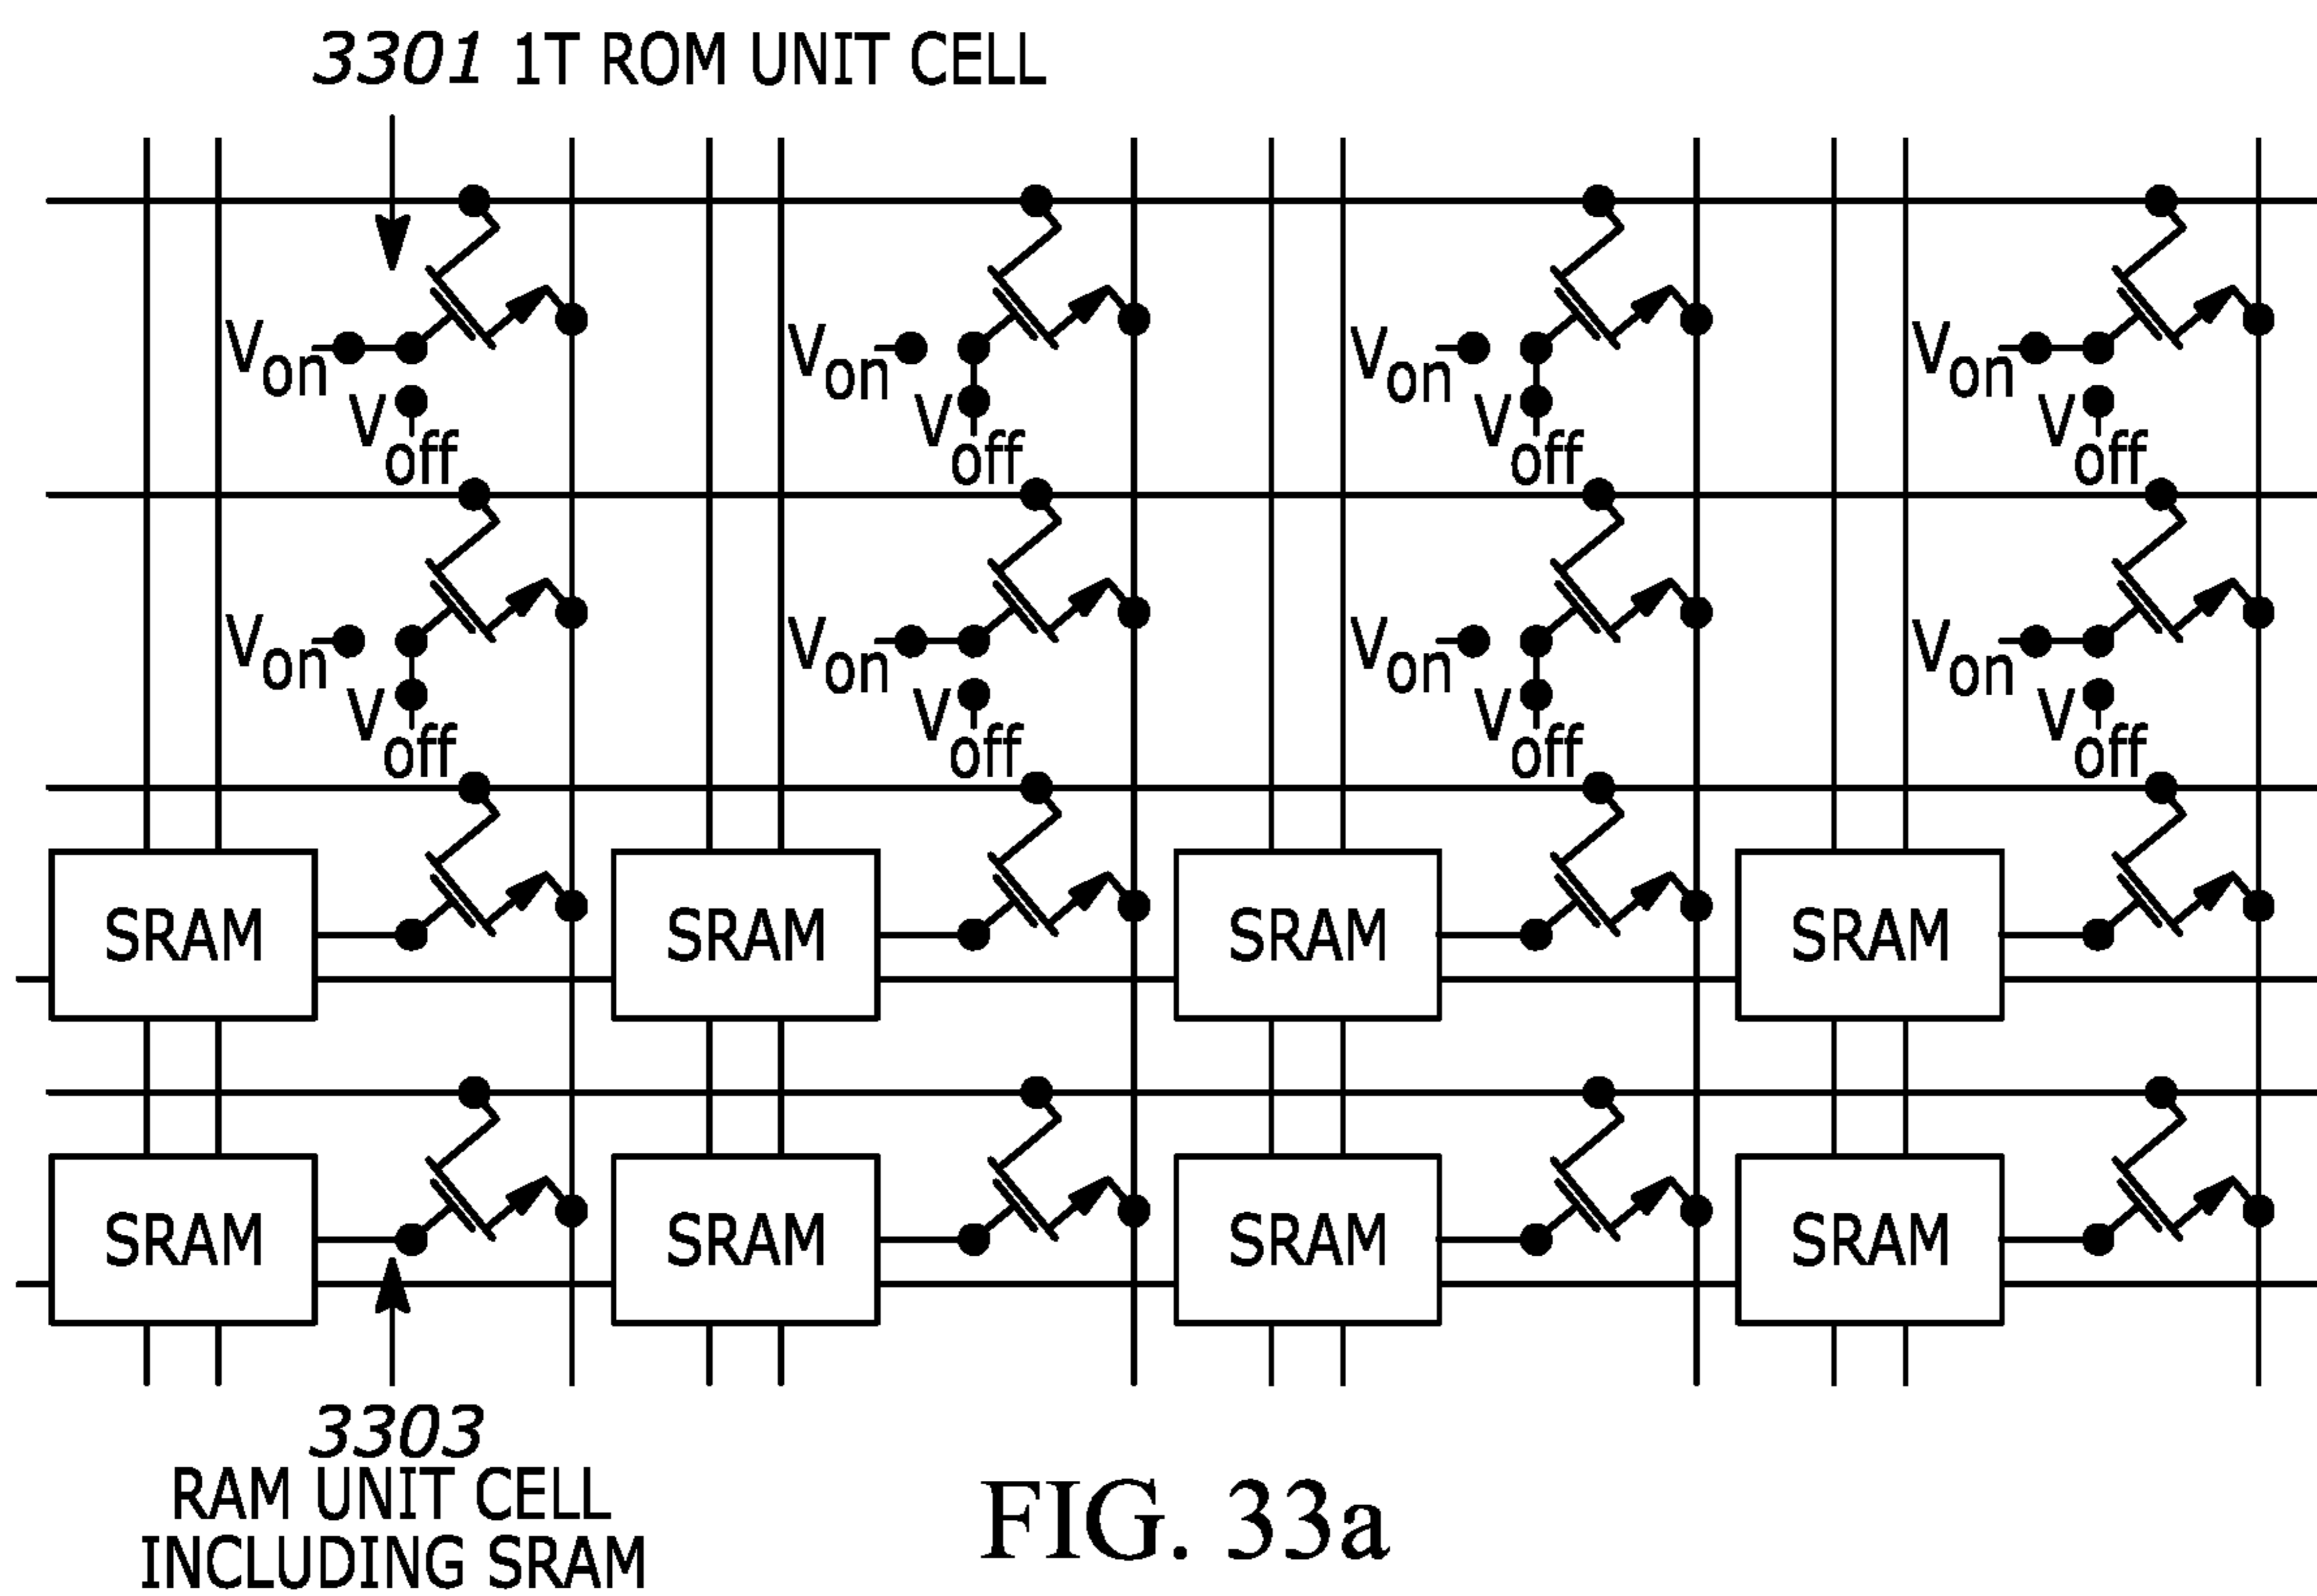 3301 1T ROM UNIT CELL
Von Von Von Von
Voff Voff Voff Voff
Von Von Von Von
Voff Voff Voff Voff
SRAM SRAM SRAM SRAM
SRAM SRAM SRAM SRAM
3303
RAM UNIT CELL
INCLUDING SRAM
FIG. 33a